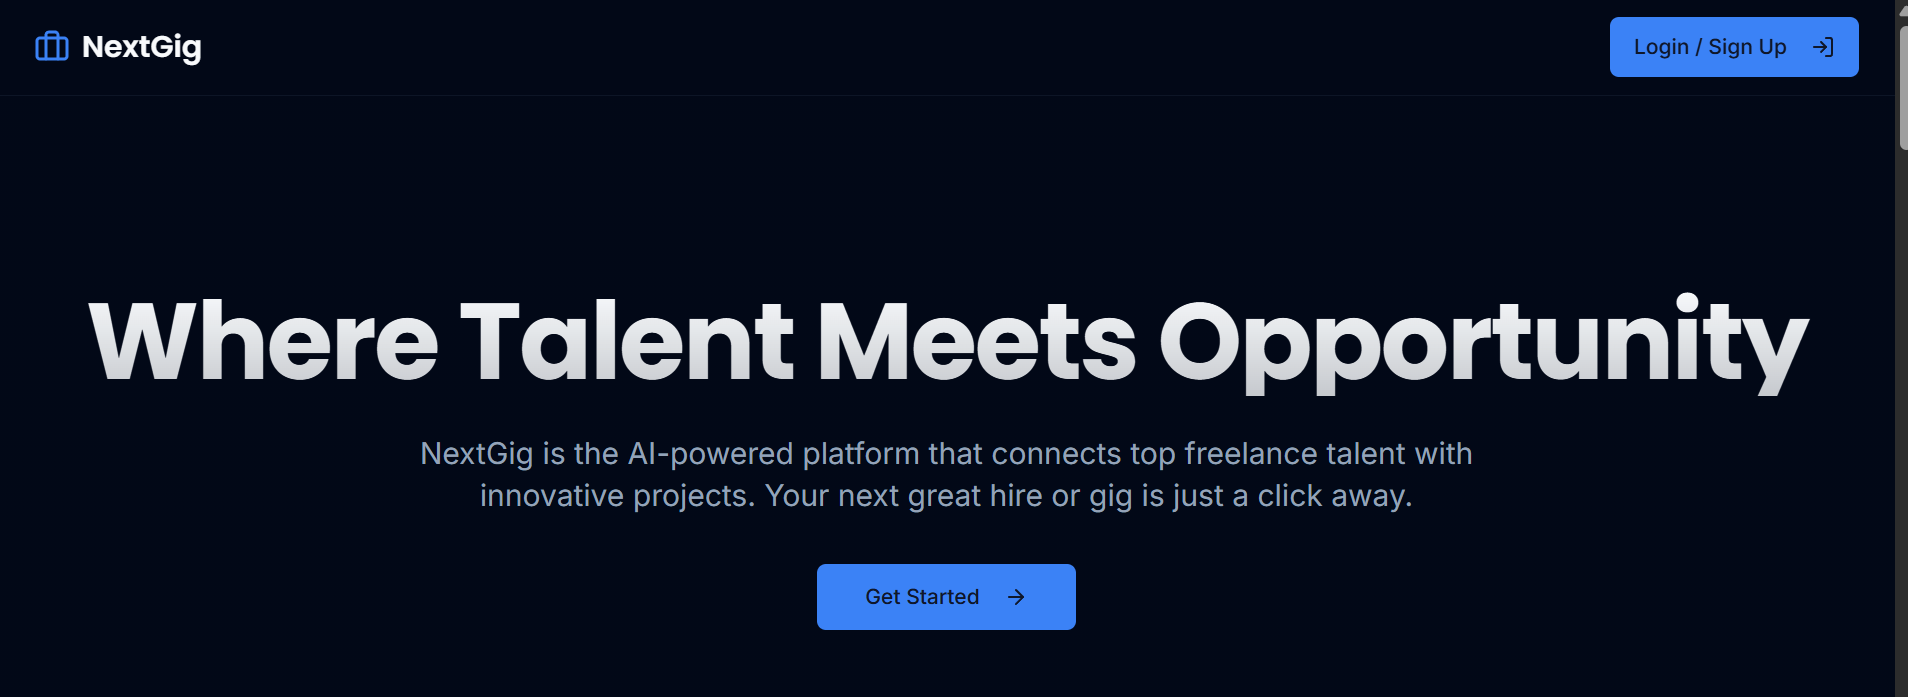 NextGig
Login / Sign Up
Where Talent Meets Opportunity
NextGig is the AI-powered platform that connects top freelance talent with
innovative projects. Your next great hire or gig is just a click away.
Get Started